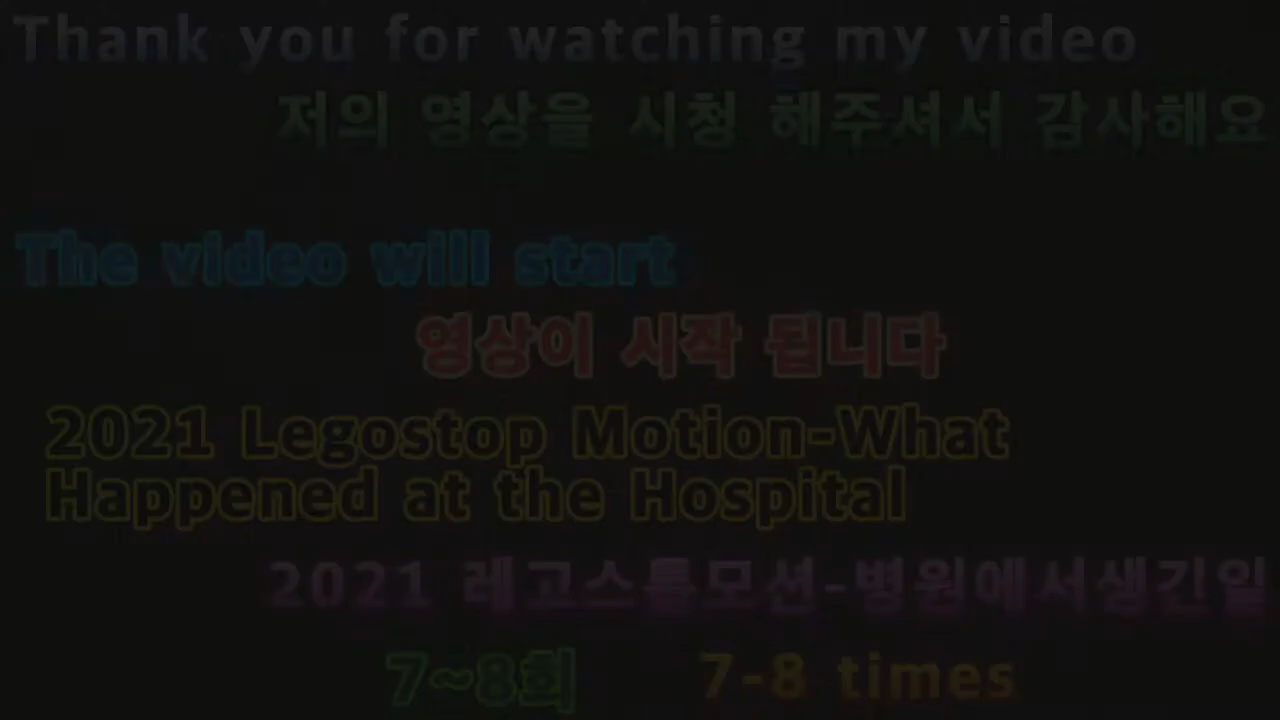 Thank you for watching my video
저의 영상을 시청 해주셔서 감사해요
The video will start
영상이 시작 됩니다
2021 Legostop Motion-What
Happened at the Hospital
2021 레고스톱모션-병원에서생긴일
7~8회 7-8 times